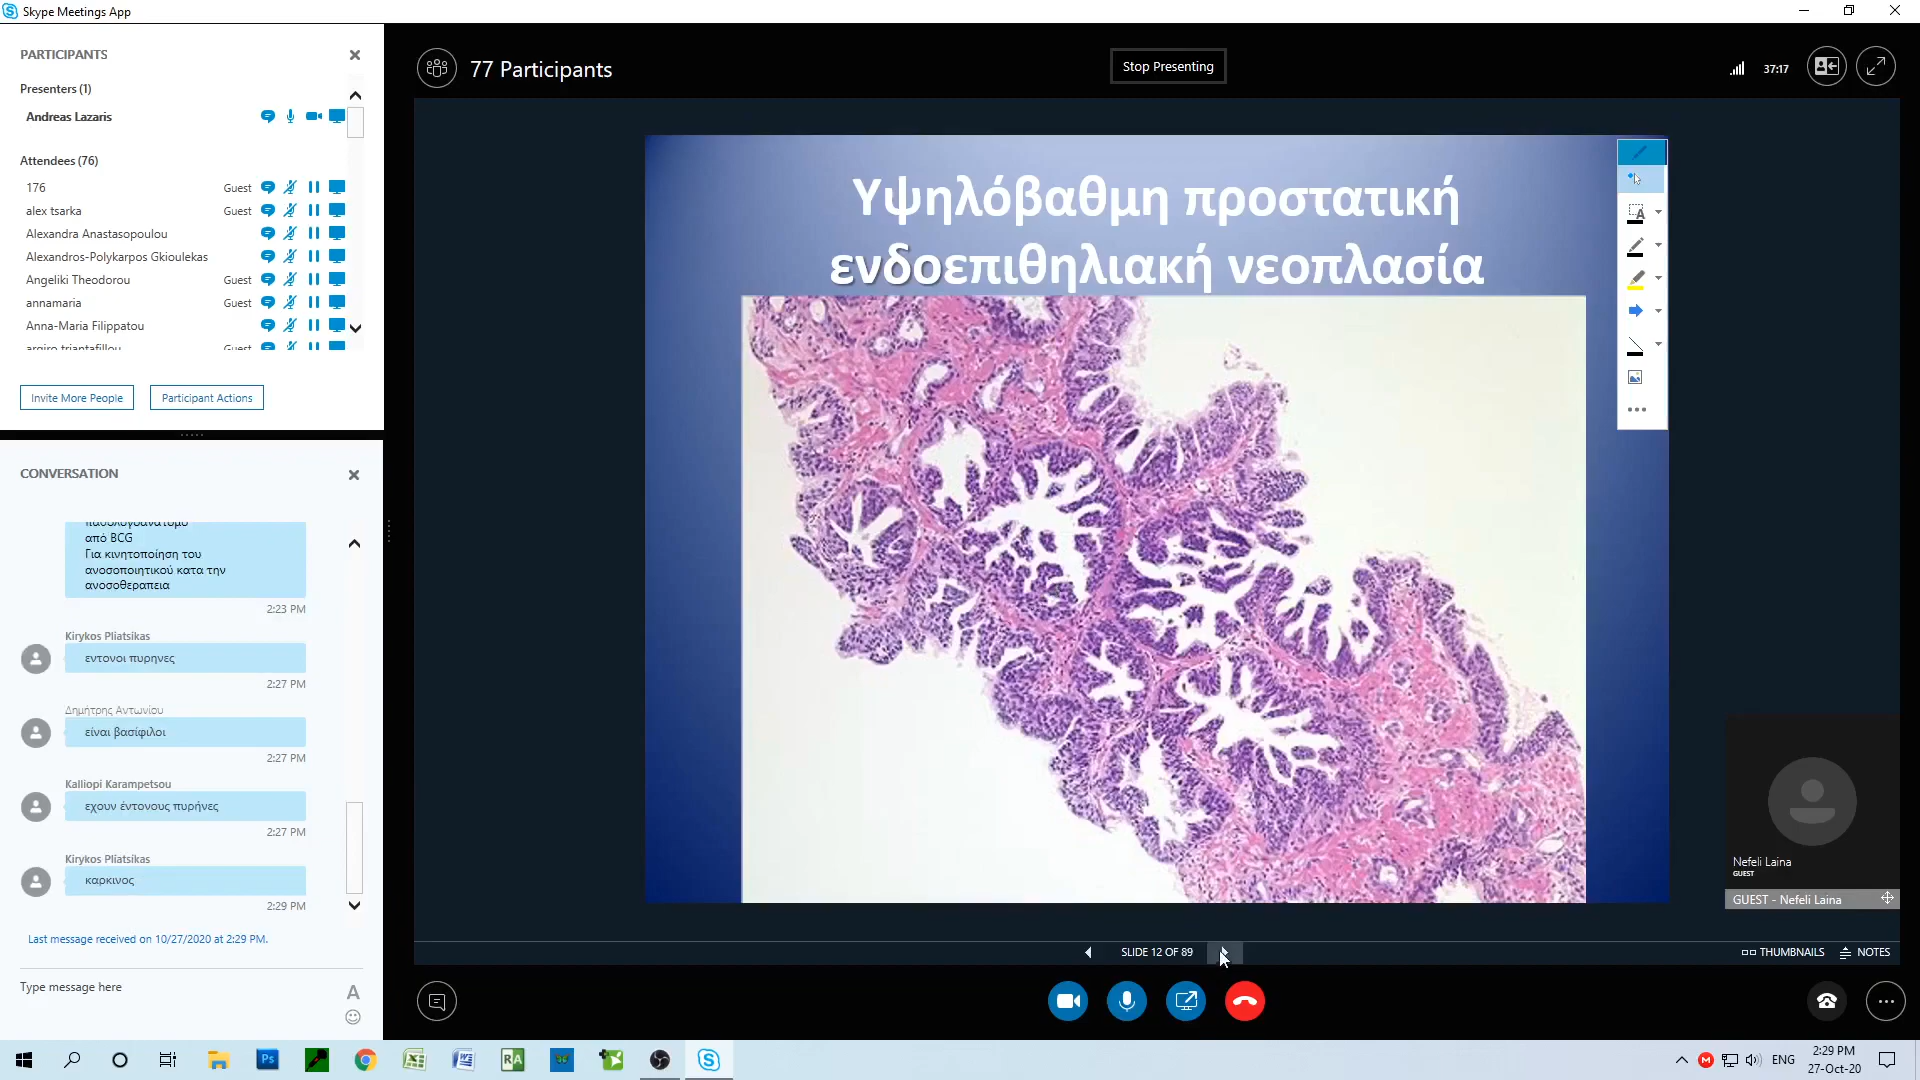 Skype Meetings App
PARTICIPANTS
Presenters (1)
Andreas Lazaris
Attendees (76)
176 Guest
alex tsarka Guest
Alexandra Anastasopoulou
Alexandros-Polykarpos Gkioulekas
Angeliki Theodorou Guest
annamaria Guest
Anna-Maria Filippatou
argiro triantafillou Guest
Invite More People
Participant Actions
CONVERSATION
παθολογοανατόμο
από BCG
Για κινητοποίηση του
ανοσοποιητικού κατα την
ανοσοθεραπεια
2:23 PM
Kirykos Pliatsikas
εντονοι πυρηνες
2:27 PM
Δημήτρης Αντωνίου
είναι βασίφιλοι
2:27 PM
Kalliopi Karampetsou
εχουν έντονους πυρήνες
2:27 PM
Kirykos Pliatsikas
καρκινος
2:29 PM
Last message received on 10/27/2020 at 2:29 PM.
Type message here
77 Participants
Stop Presenting
37:17
Υψηλόβαθμη προστατική
ενδοεπιθηλιακή νεοπλασία
Nefeli Laina
GUEST
GUEST - Nefeli Laina
SLIDE 12 OF 89
THUMBNAILS
NOTES
ENG
2:29 PM
27-Oct-20